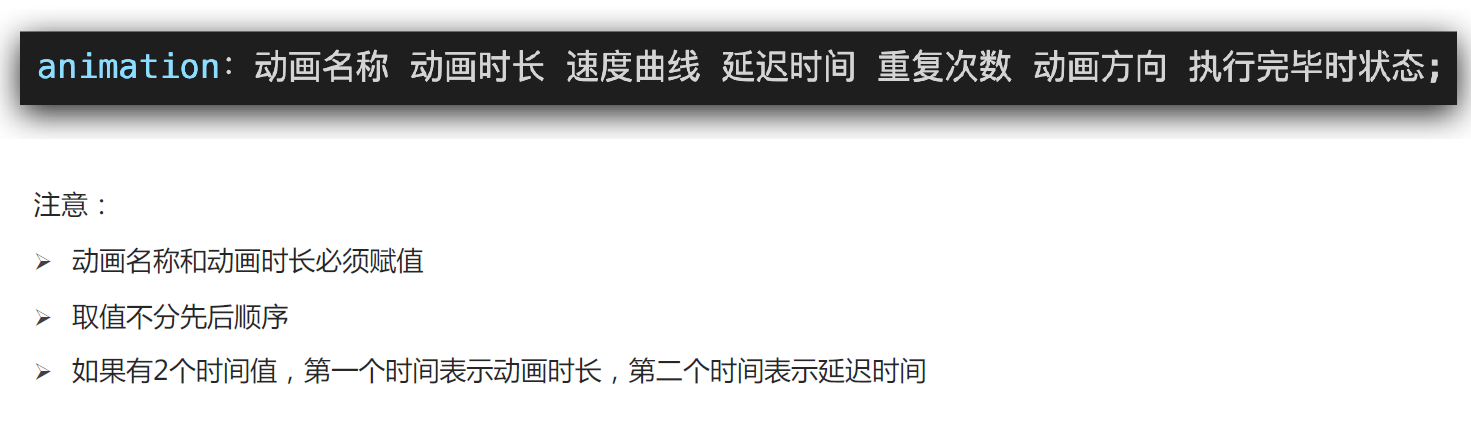 animation：动画名称 动画时长 速度曲线 延迟时间 重复次数 动画方向 执行完毕时状态;
注意：
➢ 动画名称和动画时长必须赋值
➢ 取值不分先后顺序
➢ 如果有2个时间值，第一个时间表示动画时长，第二个时间表示延迟时间